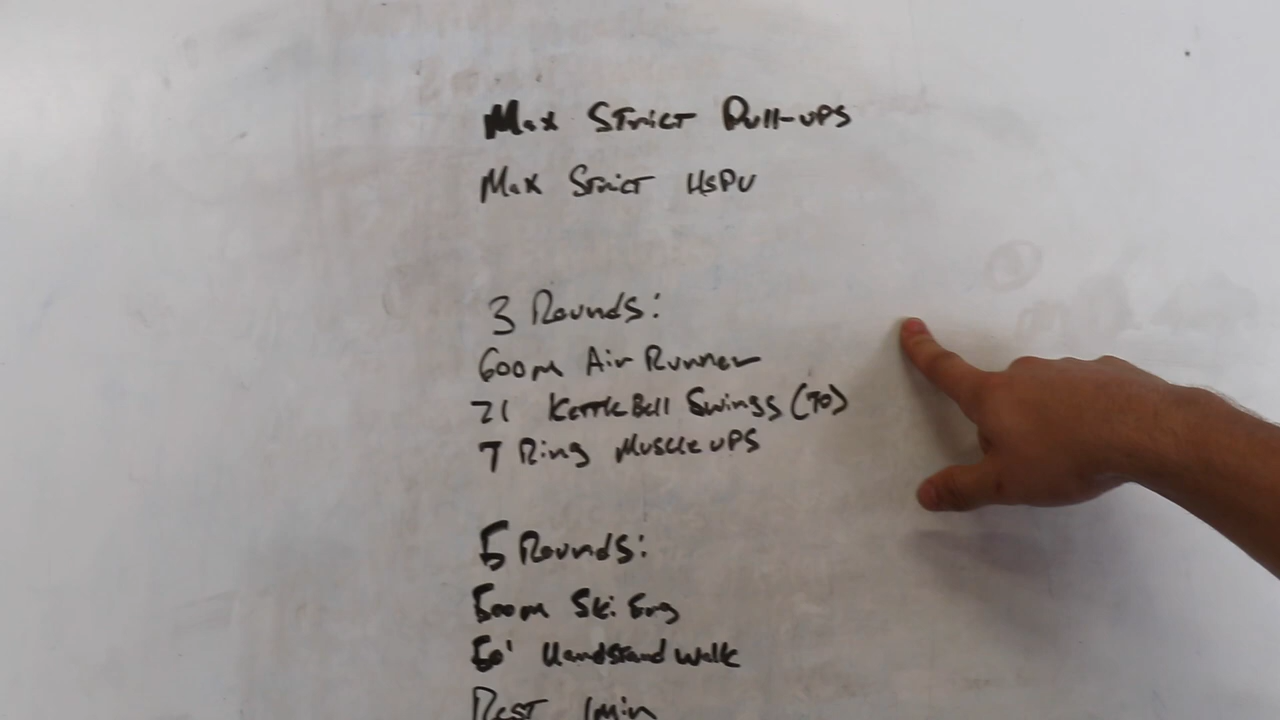 Max Strict Pull-ups
Max Strict HSPU
3 Rounds:
600m Air Runner
21 KettleBell Swings (70)
7 Ring Muscle ups
5 Rounds:
500m Ski Erg
50' Handstand Walk
Rest 1min